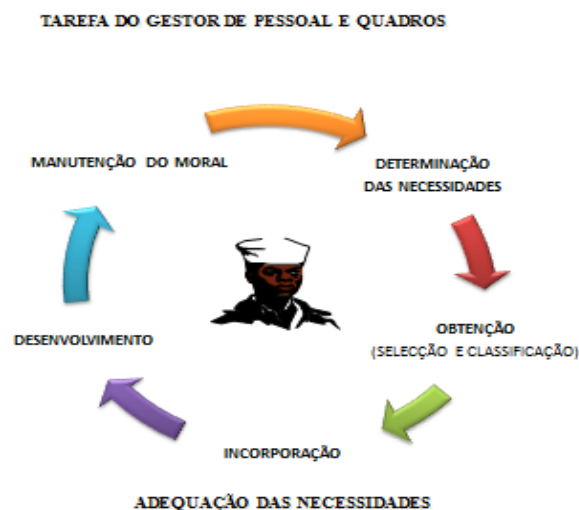 TAREFA DO GESTOR DE PESSOAL E QUADROS
MANUTENÇÃO DO MORAL
DETERMINAÇÃO
DAS NECESSIDADES
OBTENÇÃO
(SELECÇÃO E CLASSIFICAÇÃO)
INCORPORAÇÃO
DESENVOLVIMENTO
ADEQUAÇÃO DAS NECESSIDADES